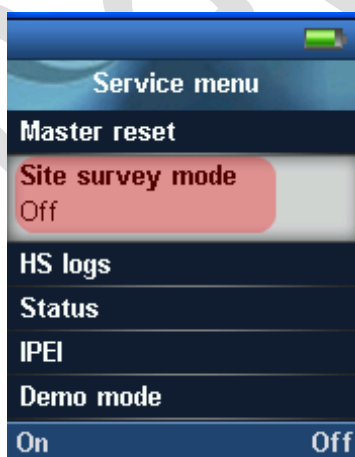 Service menu
Master reset
Site survey mode
Off
HS logs
Status
IPEI
Demo mode
On Off